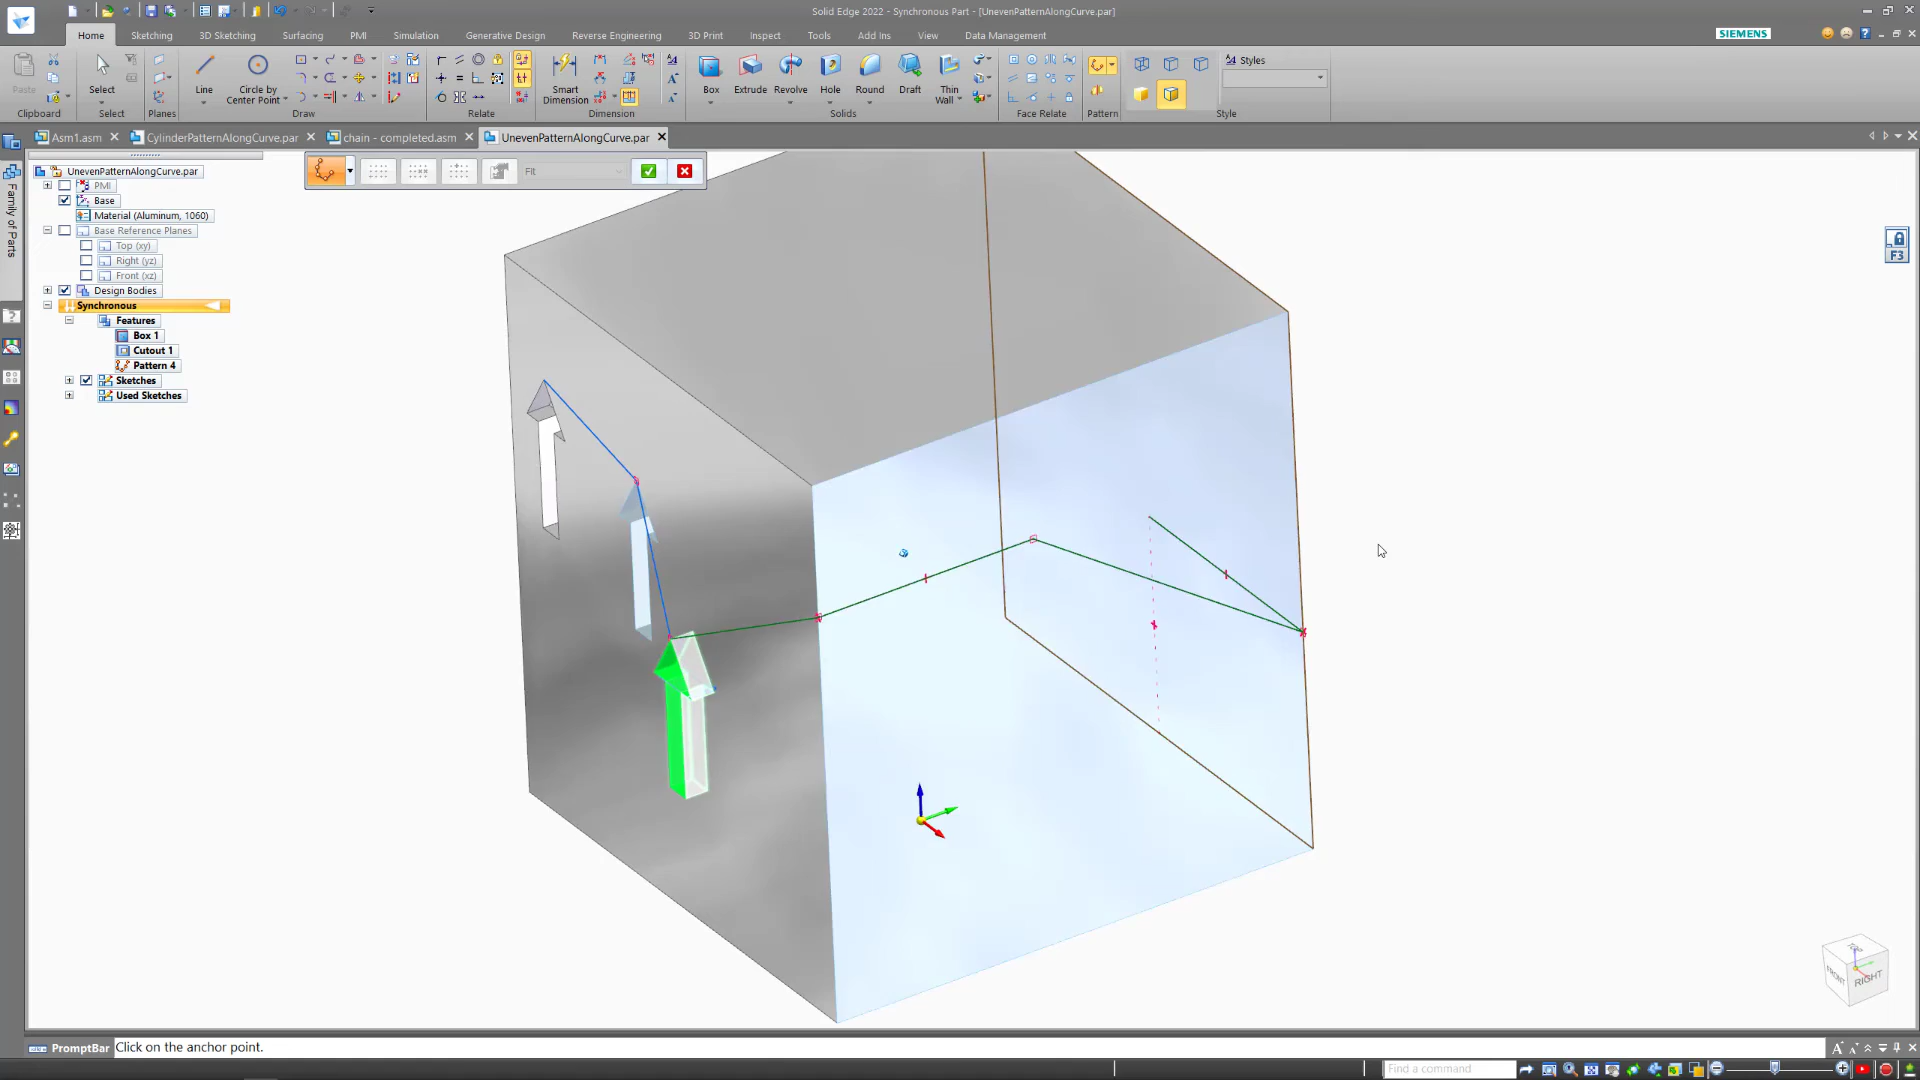 Solid Edge 2022 - Synchronous Part - [UnevenPatternAlongCurve.par]
Home Sketching 3D Sketching Surfacing PMI Simulation Generative Design Reverse Engineering 3D Print Inspect Tools Add Ins View Data Management
SIEMENS
Paste
Select
Line
Circle by Center Point
Smart Dimension
Box
Extrude
Revolve
Hole
Round
Draft
Thin Wall
Styles
Clipboard Select Planes Draw Relate Dimension Solids Face Relate Pattern Style
Asm1.asm CylinderPatternAlongCurve.par chain - completed.asm UnevenPatternAlongCurve.par
Family of Parts
UnevenPatternAlongCurve.par
PMI
Base
Material (Aluminum, 1060)
Base Reference Planes
Top (xy)
Right (yz)
Front (xz)
Design Bodies
Synchronous
Features
Box 1
Cutout 1
Pattern 4
Sketches
Used Sketches
Fit
F3
TOP
FRONT
RIGHT
PromptBar Click on the anchor point.
Find a command